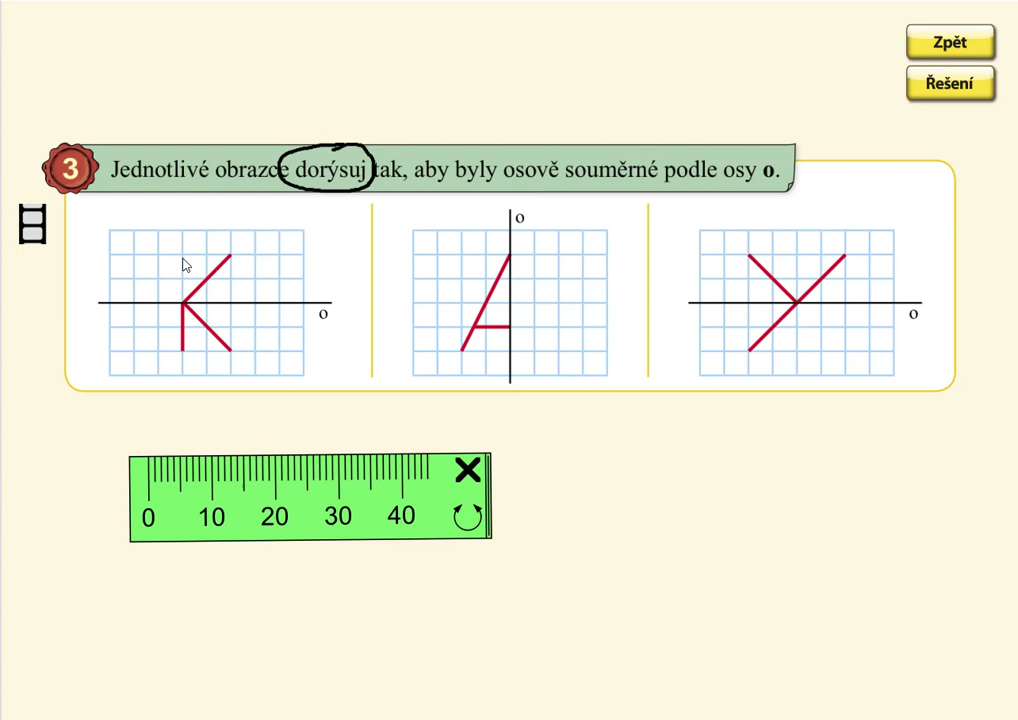 Zpět
Řešení
3 Jednotlivé obrazce dorýsuj tak, aby byly osově souměrné podle osy o.
o
o
o
0 10 20 30 40